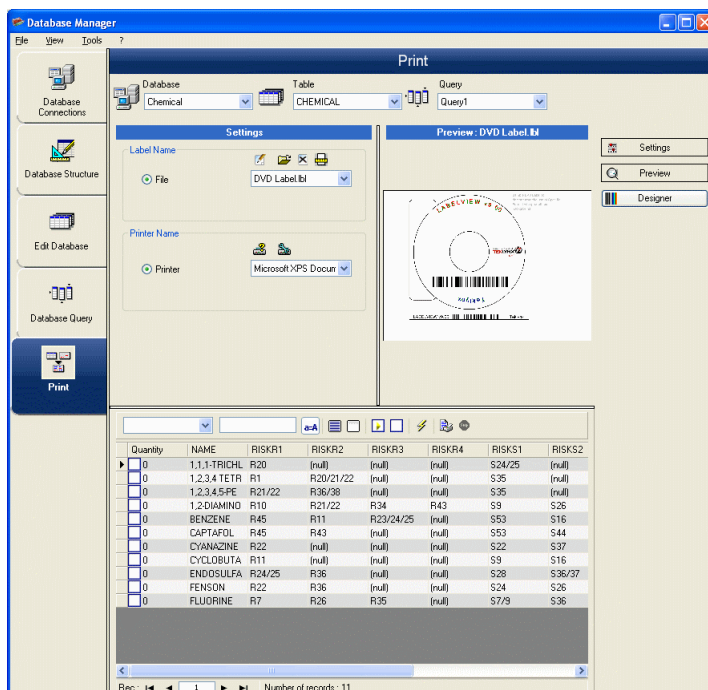 Database Manager
File View Tools ?
Print
Database Connections
Database Structure
Edit Database
Database Query
Print
Database Table Query
Chemical CHEMICAL Query1
Settings
Label Name
File
DVD Label.lbl
Printer Name
Printer
Microsoft XPS Docum
Preview : DVD Label.lbl
LABELVIEW
Settings
Preview
Designer
a=A
Quantity NAME RISKR1 RISKR2 RISKR3 RISKR4 RISKS1 RISKS2
0 1,1,1-TRICHL R20 (null) (null) (null) S24/25 (null)
0 1,2,3,4 TETR R1 R20/21/22 (null) (null) S35 (null)
0 1,2,3,4,5-PE R21/22 R36/38 (null) (null) S35 (null)
0 1,2-DIAMINO R10 R21/22 R34 R43 S9 S26
0 BENZENE R45 R11 R23/24/25 (null) S53 S16
0 CAPTAFOL R45 R43 (null) (null) S53 S44
0 CYANAZINE R22 (null) (null) (null) S22 S37
0 CYCLOBUTA R11 (null) (null) (null) S9 S16
0 ENDOSULFA R24/25 R36 (null) (null) S28 S36/37
0 FENSON R22 R36 (null) (null) S24 S26
0 FLUORINE R7 R26 R35 (null) S7/9 S36
Rec : 1 Number of records : 11